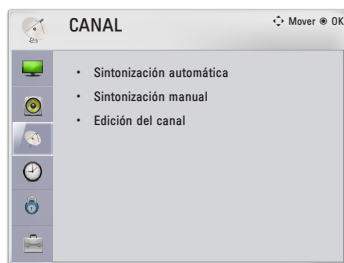 CANAL
Mover OK
Sintonización automática
Sintonización manual
Edición del canal